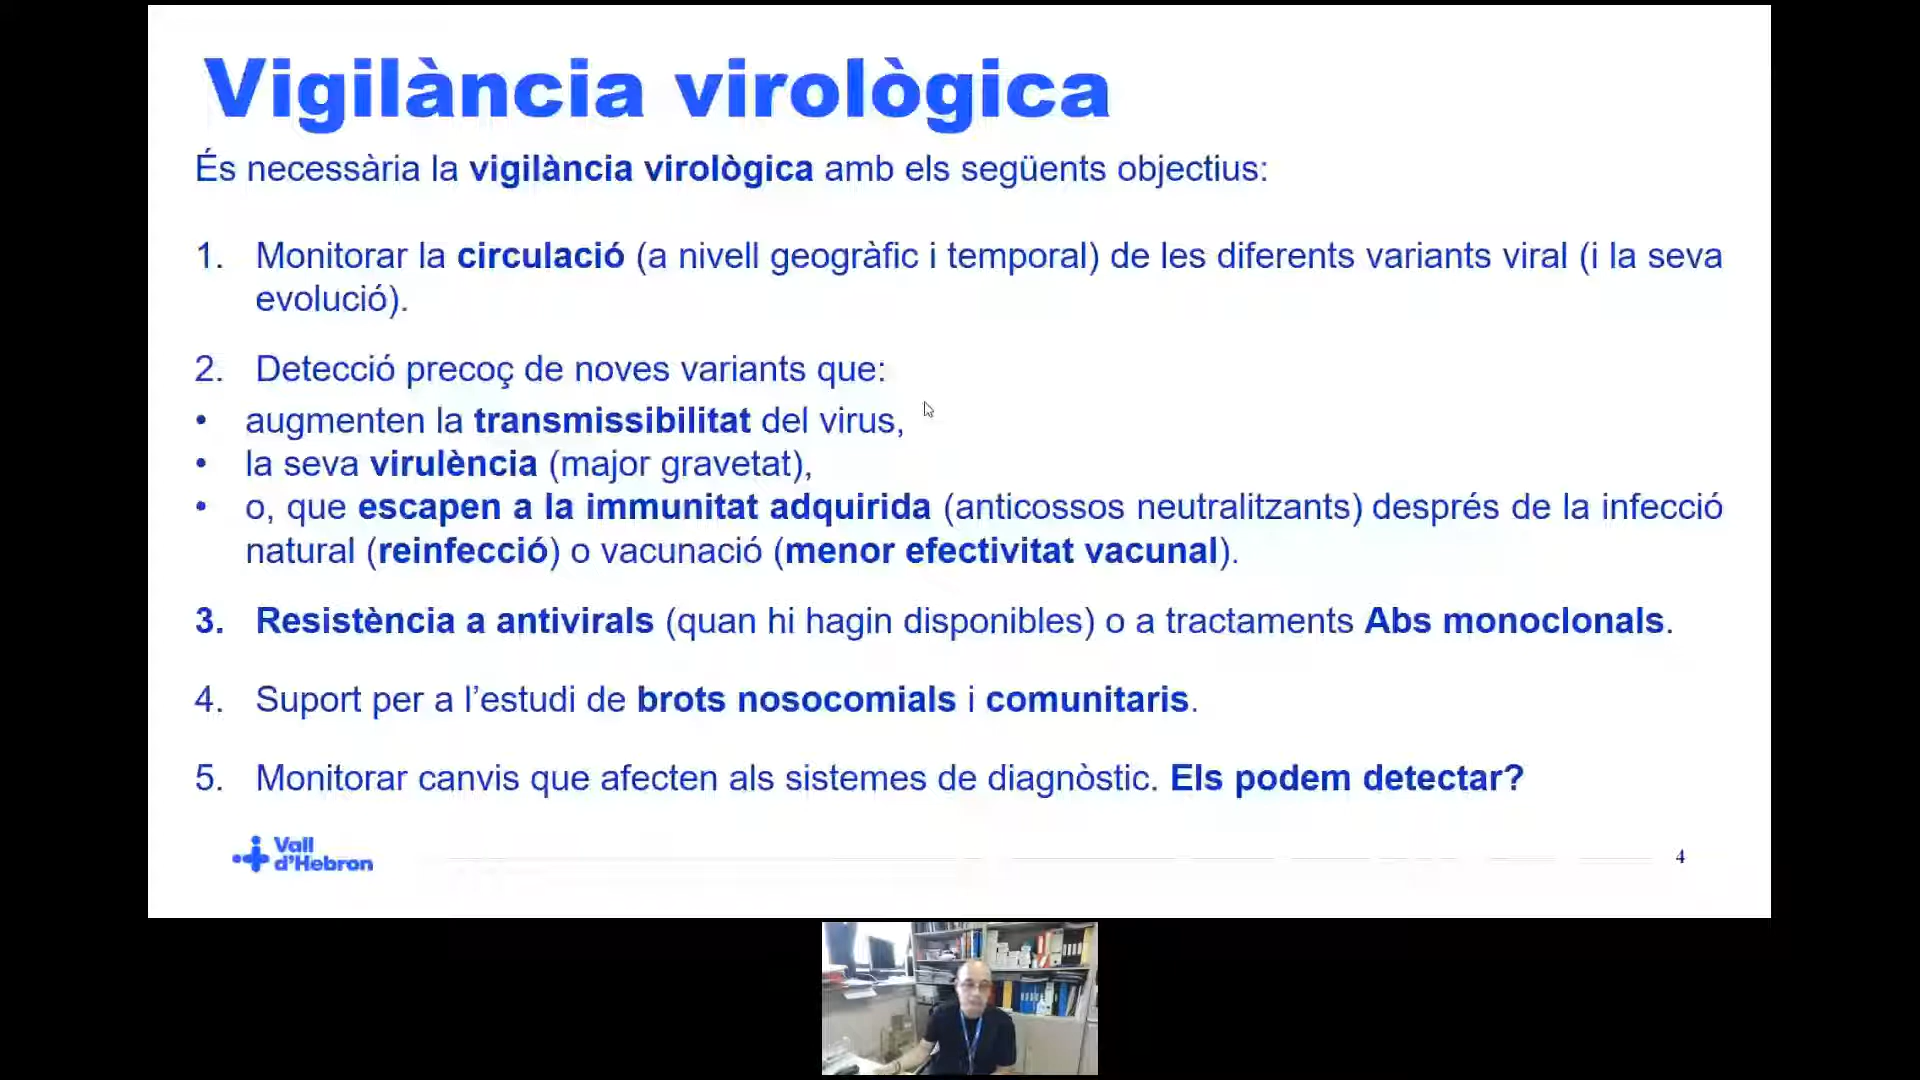 Vigilància virològica
És necessària la vigilància virològica amb els següents objectius:
1. Monitorar la circulació (a nivell geogràfic i temporal) de les diferents variants viral (i la seva
evolució).
2. Detecció precoç de noves variants que:
• augmenten la transmissibilitat del virus,
• la seva virulència (major gravetat),
• o, que escapen a la immunitat adquirida (anticossos neutralitzants) després de la infecció
natural (reinfecció) o vacunació (menor efectivitat vacunal).
3. Resistència a antivirals (quan hi hagin disponibles) o a tractaments Abs monoclonals.
4. Suport per a l’estudi de brots nosocomials i comunitaris.
5. Monitorar canvis que afecten als sistemes de diagnòstic. Els podem detectar?
Vall
d’Hebron
4